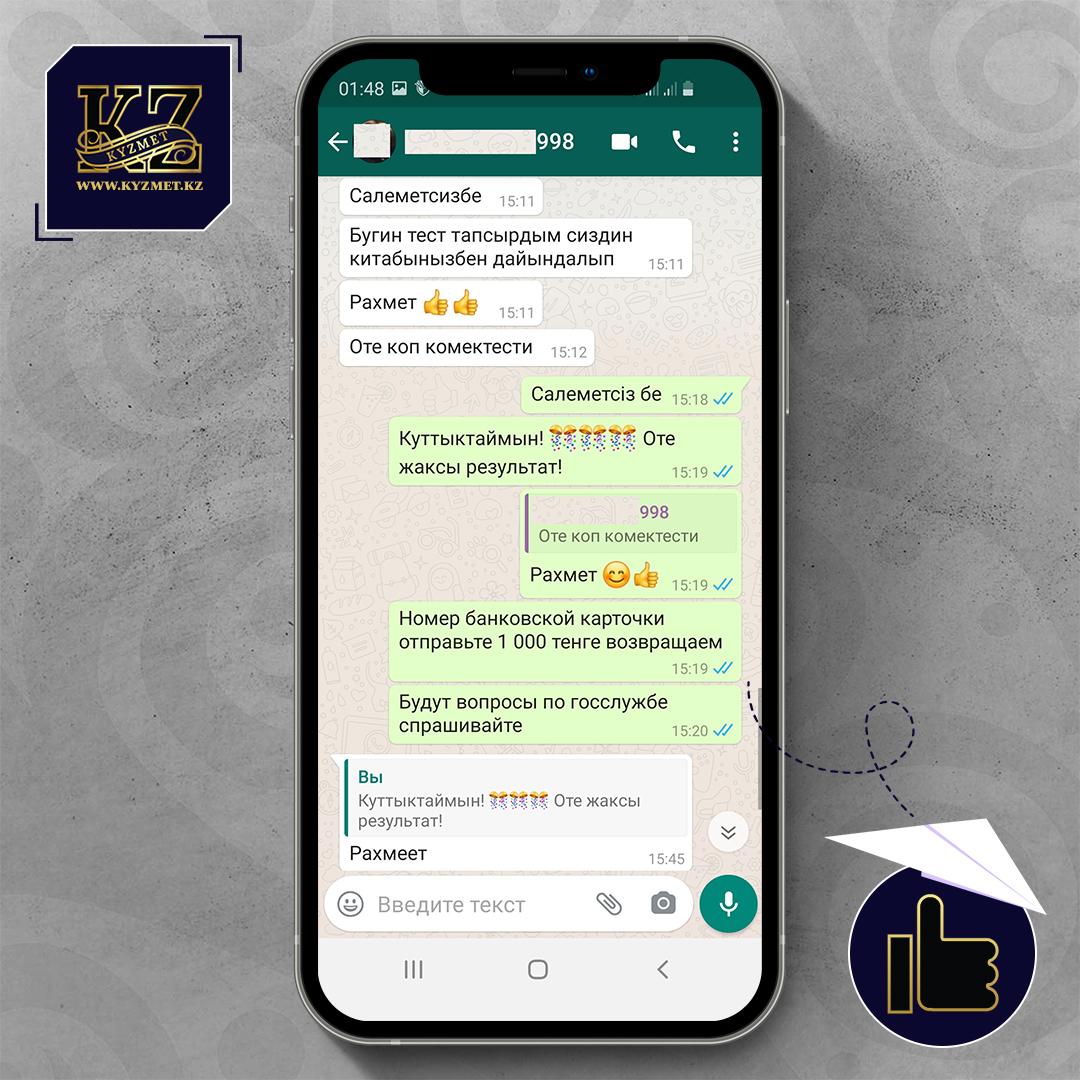 KZ
KYZMET
WWW.KYZMET.KZ
01:48
998
Салеметсизбе 15:11
Бугин тест тапсырдым сиздин
китабынызбен дайындалып 15:11
Рахмет 👍👍 15:11
Оте коп комектести 15:12
Салеметсіз бе 15:18
Куттыктаймын! 🎊🎊🎊 Оте
жаксы результат! 15:19
998
Оте коп комектести
Рахмет 😊👍 15:19
Номер банковской карточки
отправьте 1 000 тенге возвращаем
15:19
Будут вопросы по госслужбе
спрашивайте 15:20
Вы
Куттыктаймын! 🎊🎊🎊 Оте жаксы
результат!
Рахмеет 15:45
Введите текст